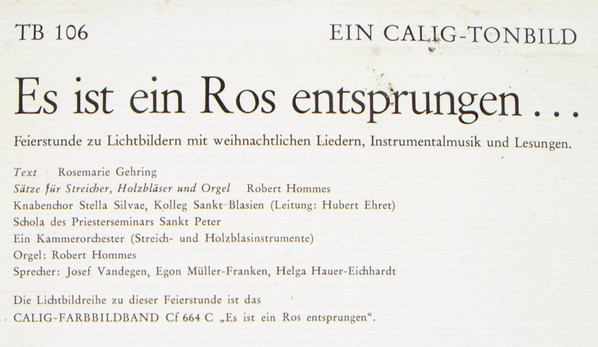 TB 106
EIN CALIG-TONBILD
Es ist ein Ros entsprungen ...
Feierstunde zu Lichtbildern mit weihnachtlichen Liedern, Instrumentalmusik und Lesungen.
Text Rosemarie Gehring
Sätze für Streicher, Holzbläser und Orgel Robert Hommes
Knabenchor Stella Silvae, Kolleg Sankt Blasien (Leitung: Hubert Ehret)
Schola des Priesterseminars Sankt Peter
Ein Kammerorchester (Streich- und Holzblasinstrumente)
Orgel: Robert Hommes
Sprecher: Josef Vandegen, Egon Müller-Franken, Helga Hauer-Eichhardt
Die Lichtbildreihe zu dieser Feierstunde ist das
CALIG-FARBBILDBAND Cf 664 C „Es ist ein Ros entsprungen“.